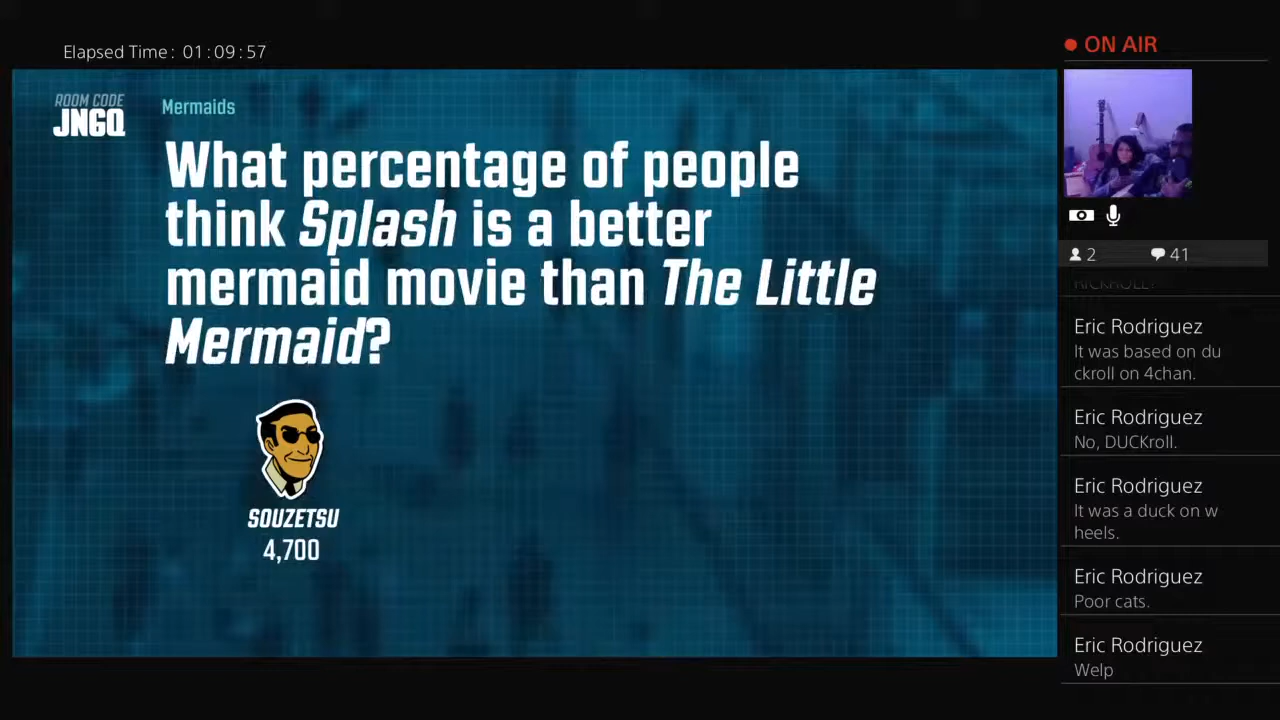 Elapsed Time: 01:09:57
ON AIR
ROOM CODE
JNGQ
Mermaids
What percentage of people
think Splash is a better
mermaid movie than The Little
Mermaid?
SOUZETSU
4,700
2
41
Eric Rodriguez
It was based on du
ckroll on 4chan.
Eric Rodriguez
No, DUCKroll.
Eric Rodriguez
It was a duck on w
heels.
Eric Rodriguez
Poor cats.
Eric Rodriguez
Welp